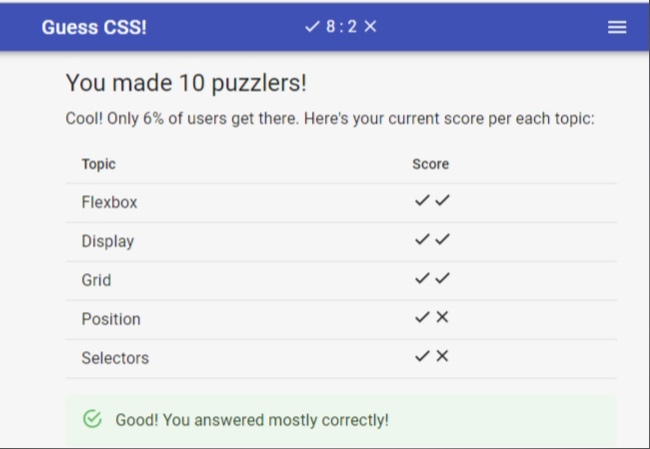 Guess CSS! ✓ 8 : 2 ✕
You made 10 puzzlers!
Cool! Only 6% of users get there. Here's your current score per each topic:
Topic Score
Flexbox ✓ ✓
Display ✓ ✓
Grid ✓ ✓
Position ✓ ✕
Selectors ✓ ✕
Good! You answered mostly correctly!